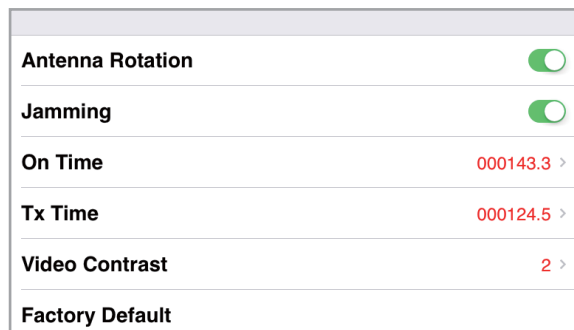 Antenna Rotation
Jamming
On Time 000143.3 >
Tx Time 000124.5 >
Video Contrast 2 >
Factory Default